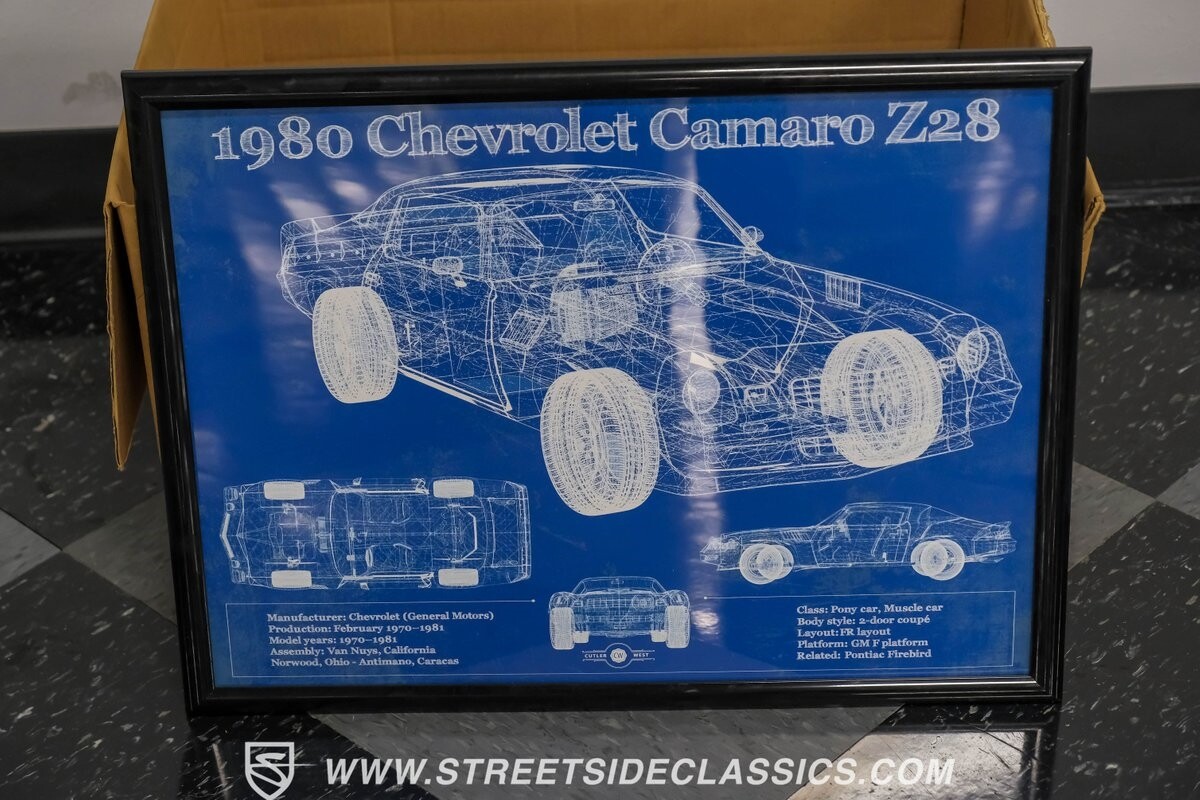 1980 Chevrolet Camaro Z28
Manufacturer: Chevrolet (General Motors)
Production: February 1970–1981
Model years: 1970–1981
Assembly: Van Nuys, California
Norwood, Ohio - Antimano, Caracas
CUTLER CW WEST
Class: Pony car, Muscle car
Body style: 2-door coupé
Layout: FR layout
Platform: GM F platform
Related: Pontiac Firebird
WWW.STREETSIDECLASSICS.COM